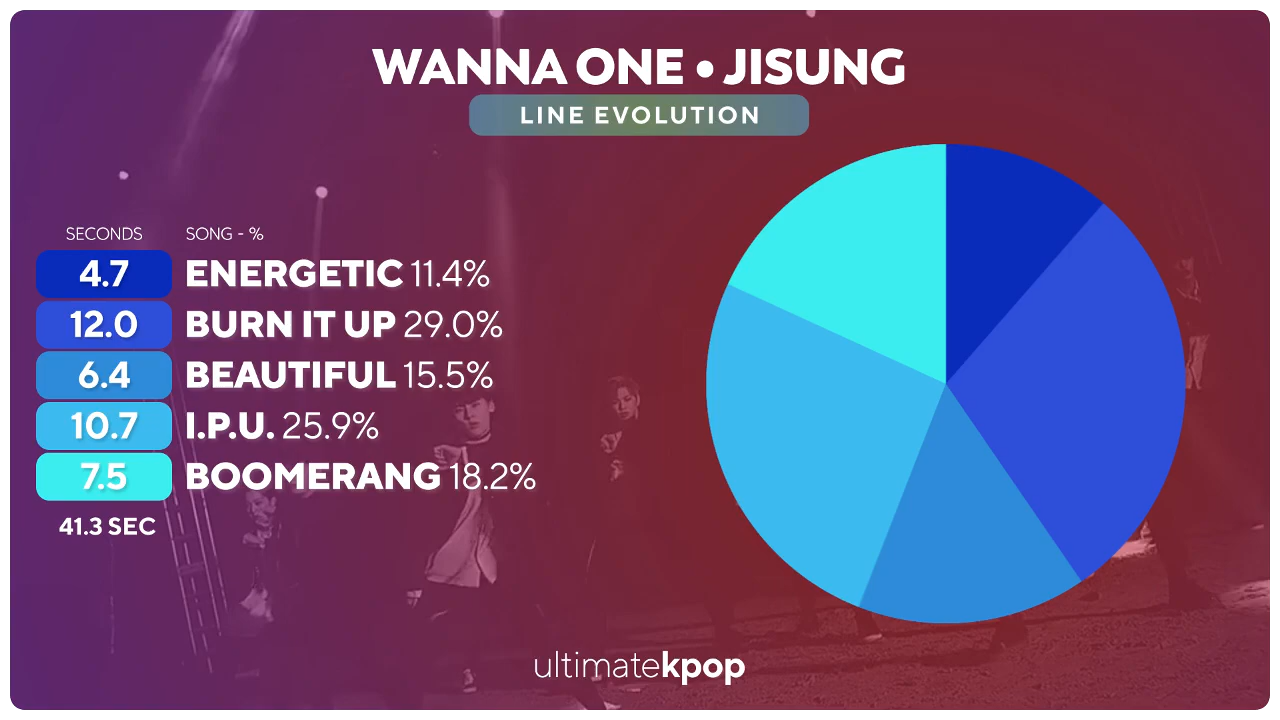 WANNA ONE • JISUNG
LINE EVOLUTION
SECONDS SONG - %
4.7 ENERGETIC 11.4%
12.0 BURN IT UP 29.0%
6.4 BEAUTIFUL 15.5%
10.7 I.P.U. 25.9%
7.5 BOOMERANG 18.2%
41.3 SEC
ultimatekpop